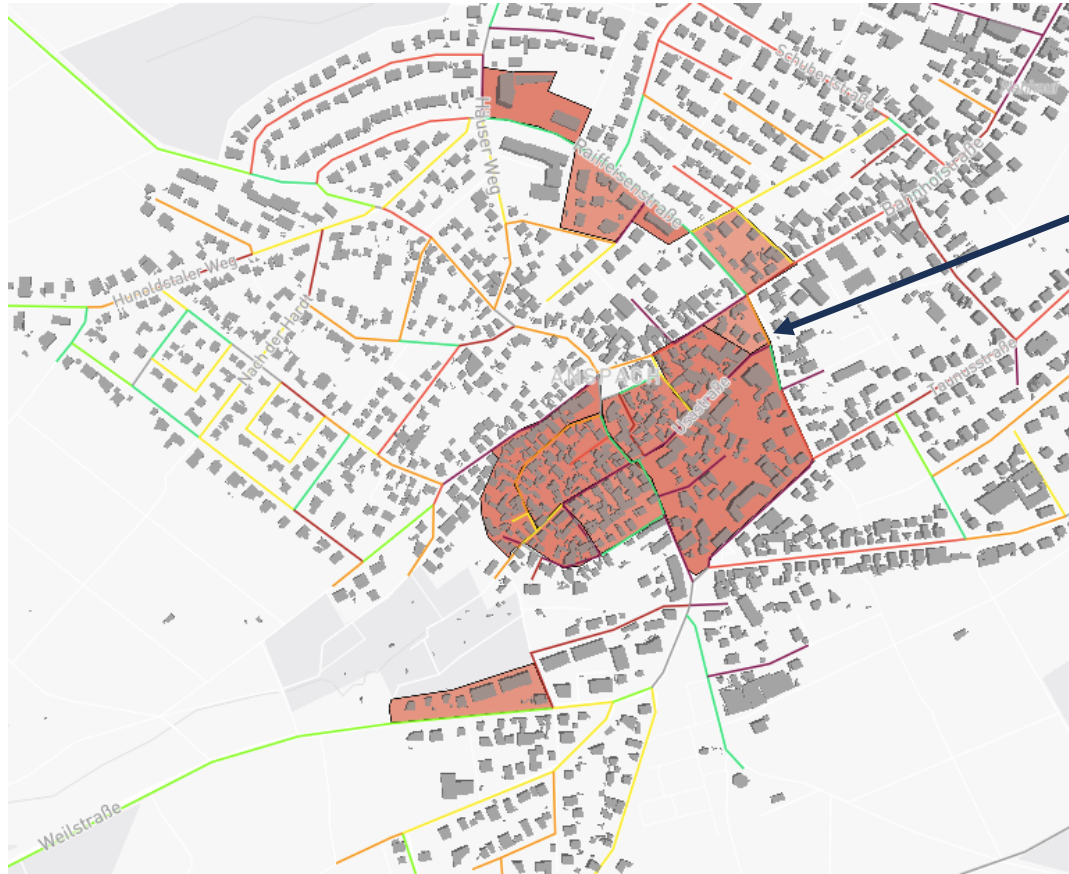 Schubertstraße
Häuser Weg
Raiffeisenstraße
Bahnhofstraße
Hunoldstaler Weg
Nach der Hardt
Taunusstraße
ANSPACH
Usastraße
Weilstraße